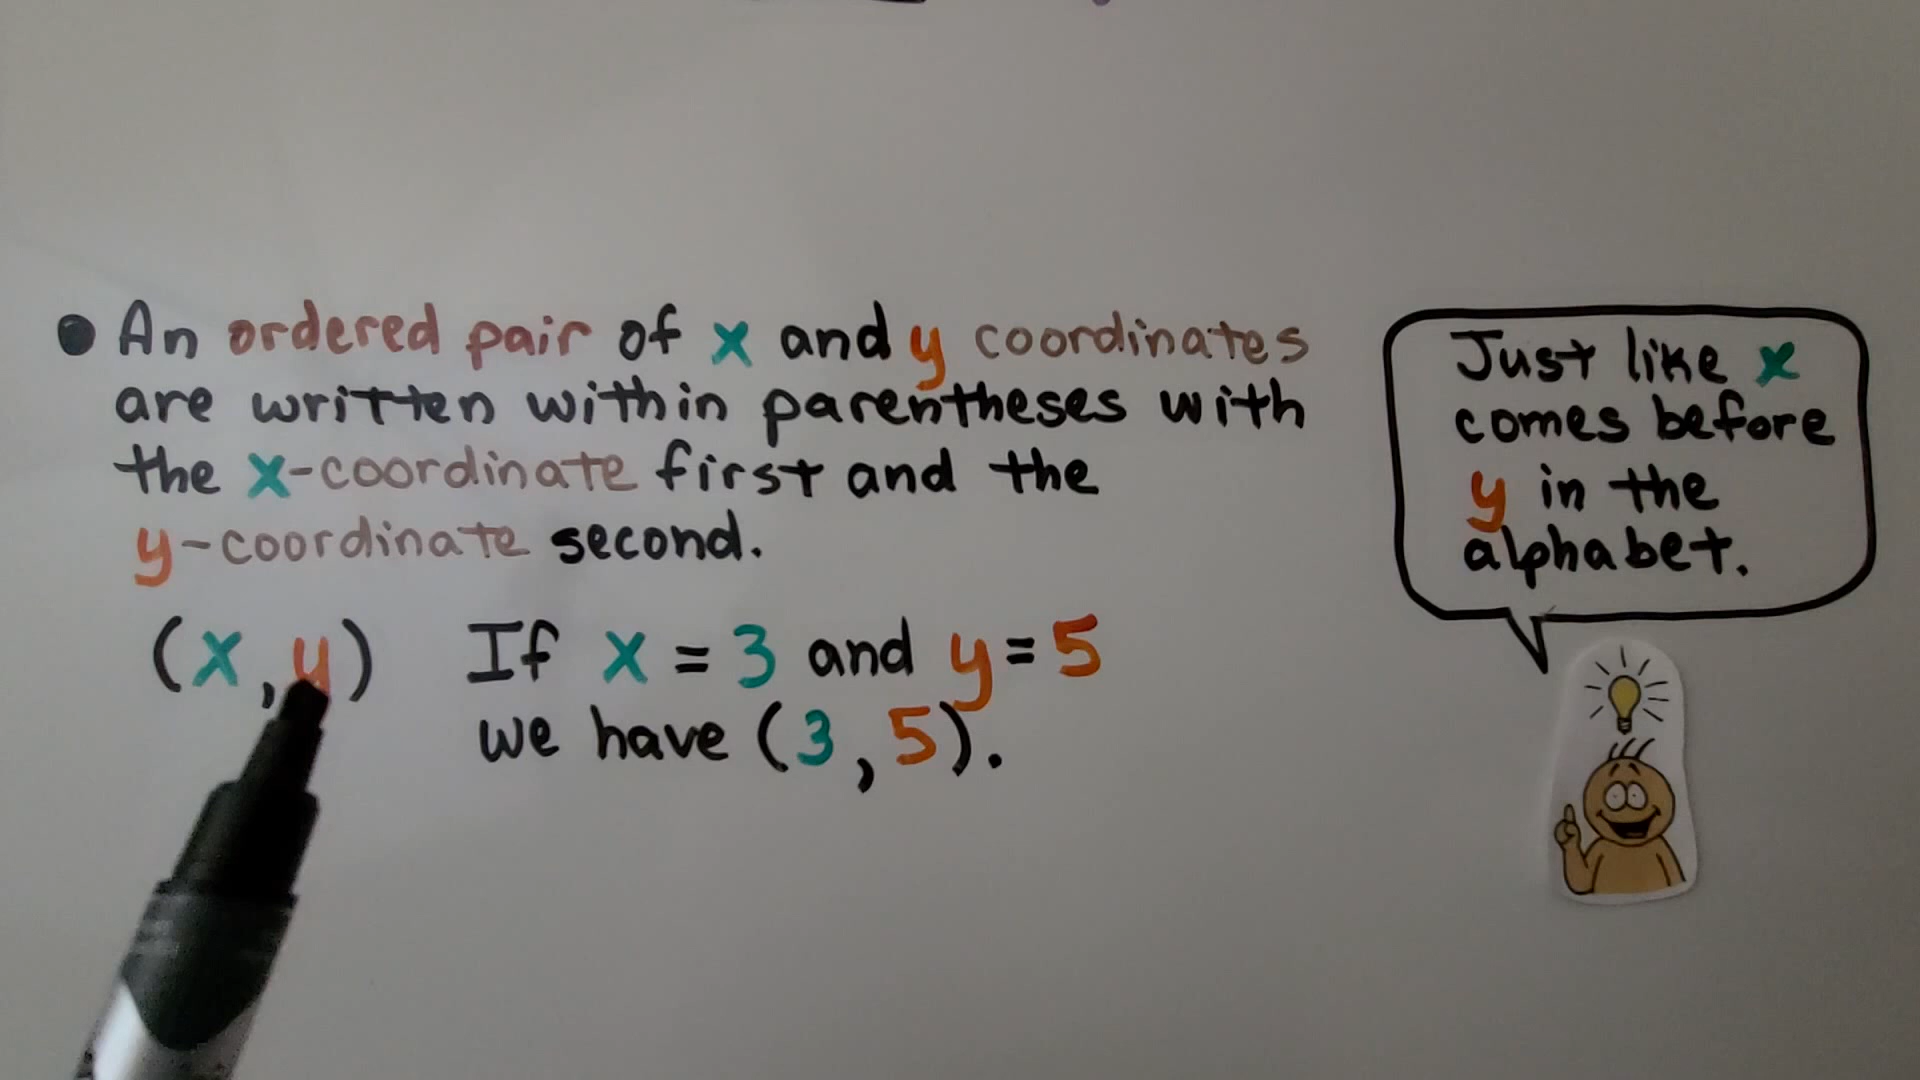 ● An ordered pair of x and y coordinates
are written within parentheses with
the x-coordinate first and the
y-coordinate second.
(x,y) If x = 3 and y = 5
we have (3,5).
Just like x
comes before
y in the
alphabet.